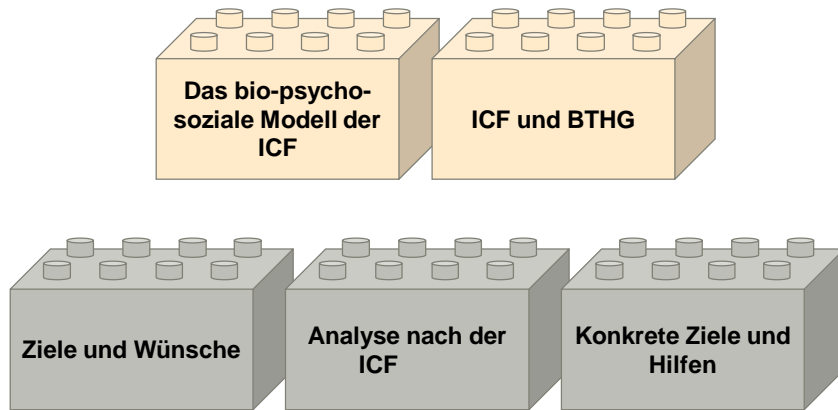 Das bio-psycho-
soziale Modell der
ICF
ICF und BTHG
Ziele und Wünsche
Analyse nach der
ICF
Konkrete Ziele und
Hilfen